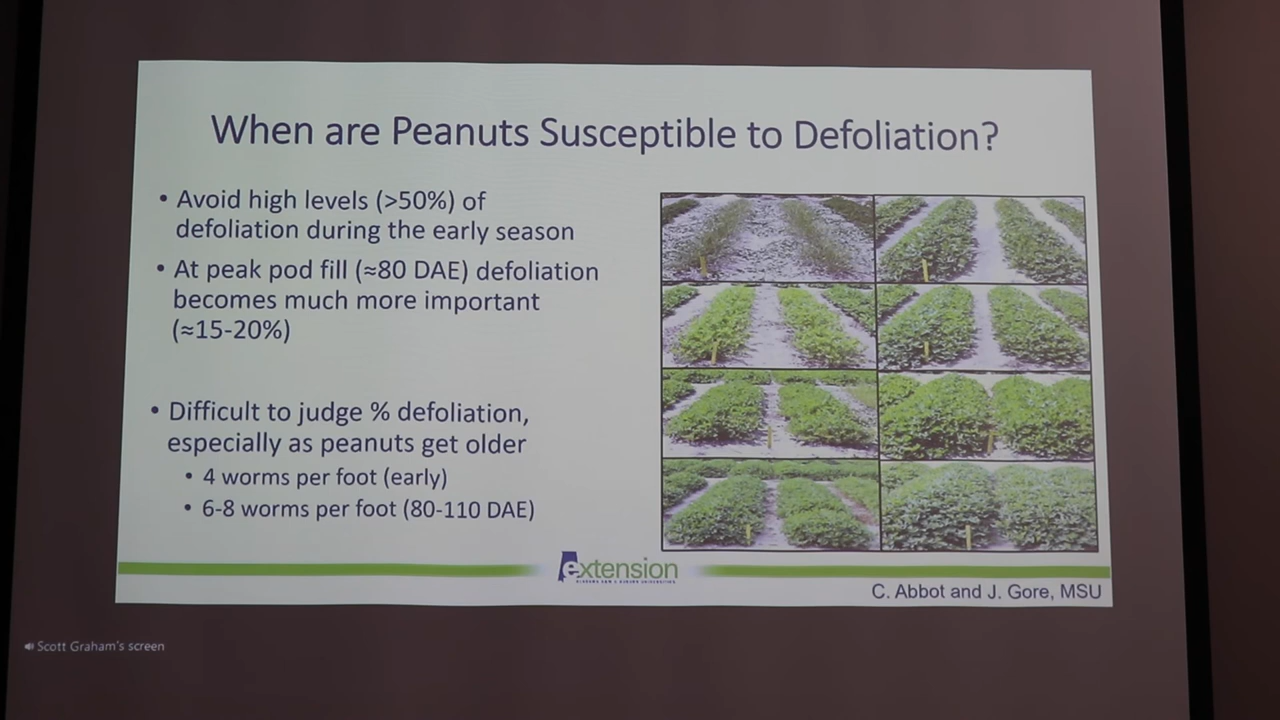 When are Peanuts Susceptible to Defoliation?
• Avoid high levels (>50%) of
defoliation during the early season
• At peak pod fill (≈80 DAE) defoliation
becomes much more important
(≈15-20%)
• Difficult to judge % defoliation,
especially as peanuts get older
• 4 worms per foot (early)
• 6-8 worms per foot (80-110 DAE)
extension
ALABAMA A&M & AUBURN UNIVERSITIES
C. Abbot and J. Gore, MSU
Scott Graham's screen